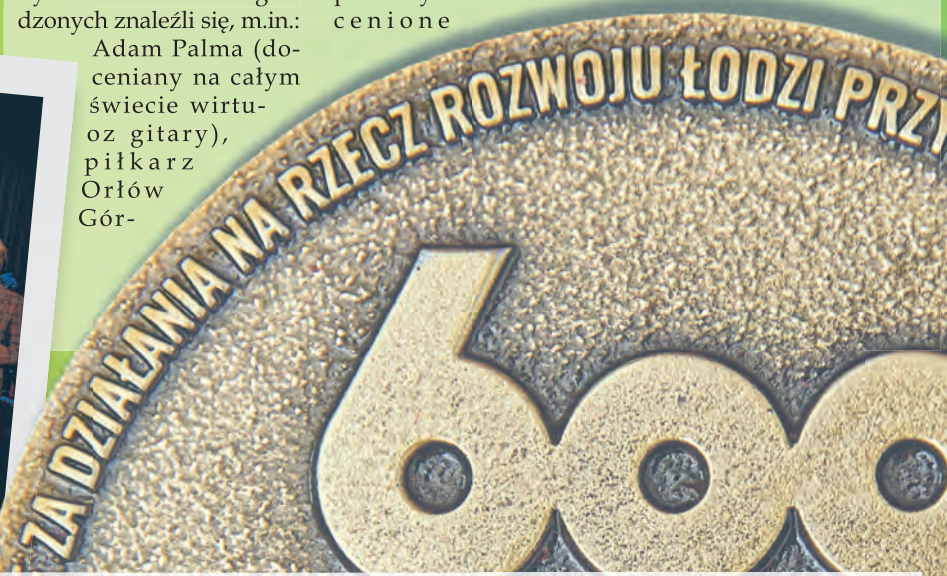 dzonych znaleźli się, m.in.:
Adam Palma (do-
ceniany na całym
świecie wirtu-
oz gitary),
piłkarz
Orłów
Gór-
cenione
ZA DZIAŁANIA NA RZECZ ROZWOJU ŁODZI PRZY
600